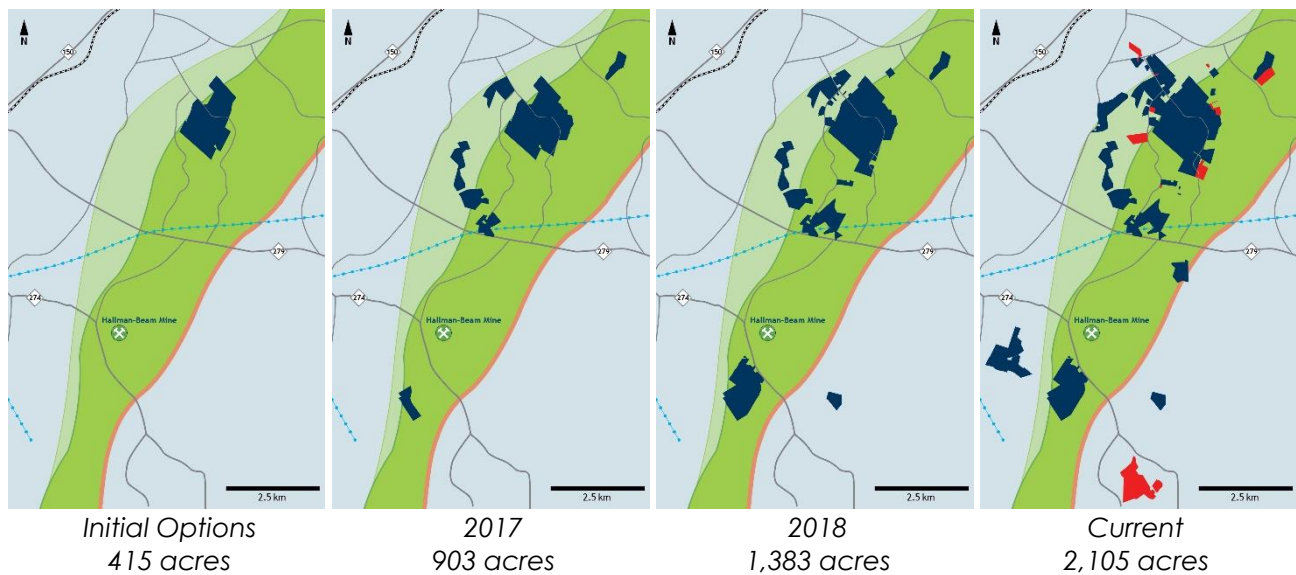 N
150
279
274
Hallman-Beam Mine
2.5 km
Initial Options
415 acres
N
150
279
274
Hallman-Beam Mine
2.5 km
2017
903 acres
N
150
279
274
Hallman-Beam Mine
2.5 km
2018
1,383 acres
N
150
279
274
Hallman-Beam Mine
2.5 km
Current
2,105 acres